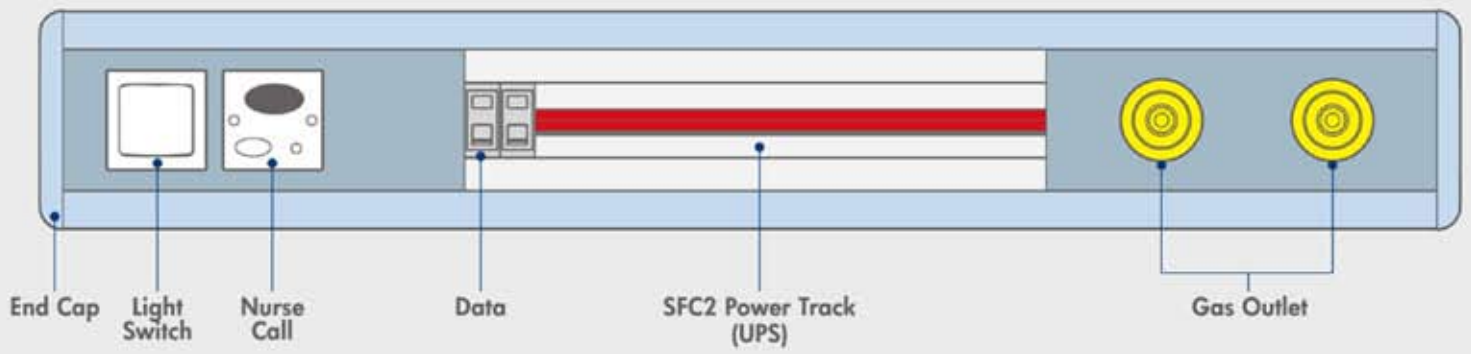 End Cap
Light
Switch
Nurse
Call
Data
SFC2 Power Track
(UPS)
Gas Outlet